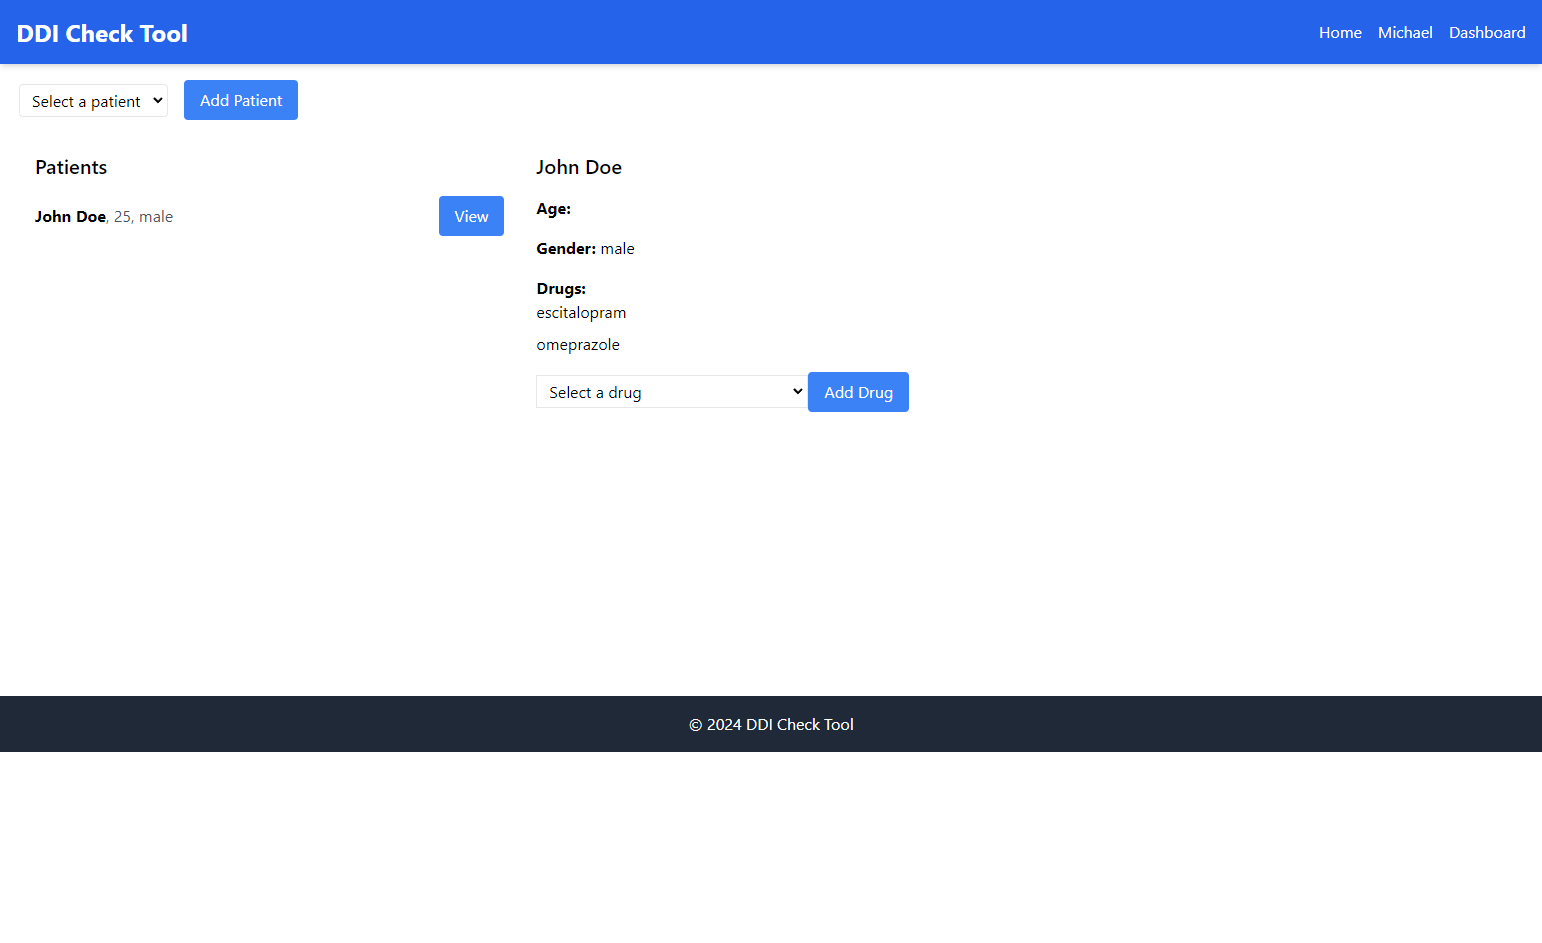 DDI Check Tool
Home Michael Dashboard
Select a patient
Add Patient
Patients
John Doe, 25, male
View
John Doe
Age:
Gender: male
Drugs:
escitalopram
omeprazole
Select a drug
Add Drug
© 2024 DDI Check Tool